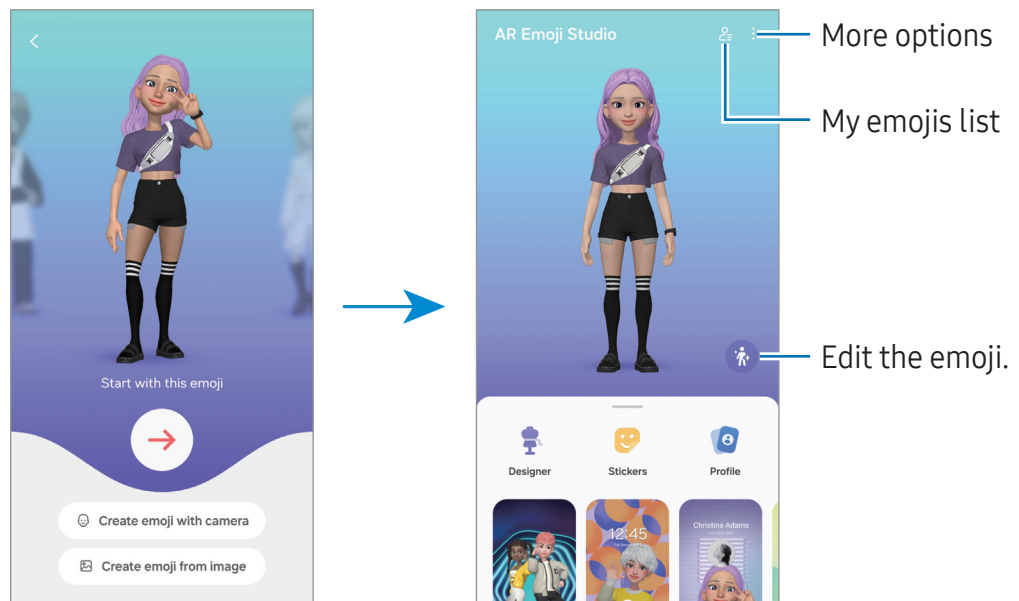 Start with this emoji
Create emoji with camera
Create emoji from image
AR Emoji Studio
More options
My emojis list
Edit the emoji.
Designer
Stickers
Profile
12:45
Christina Adams